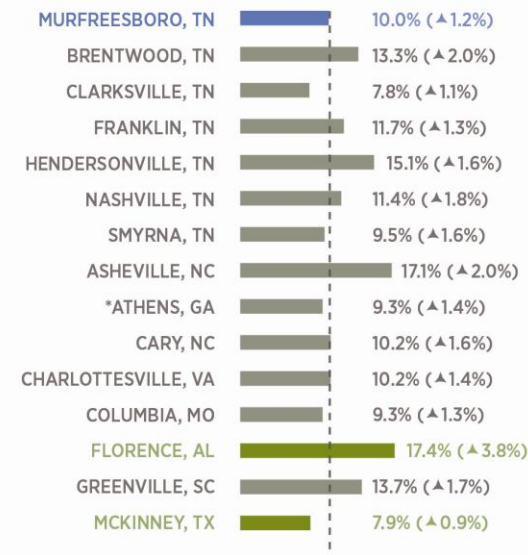 MURFREESBORO, TN 10.0% (▲1.2%)
BRENTWOOD, TN 13.3% (▲2.0%)
CLARKSVILLE, TN 7.8% (▲1.1%)
FRANKLIN, TN 11.7% (▲1.3%)
HENDERSONVILLE, TN 15.1% (▲1.6%)
NASHVILLE, TN 11.4% (▲1.8%)
SMYRNA, TN 9.5% (▲1.6%)
ASHEVILLE, NC 17.1% (▲2.0%)
*ATHENS, GA 9.3% (▲1.4%)
CARY, NC 10.2% (▲1.6%)
CHARLOTTESVILLE, VA 10.2% (▲1.4%)
COLUMBIA, MO 9.3% (▲1.3%)
FLORENCE, AL 17.4% (▲3.8%)
GREENVILLE, SC 13.7% (▲1.7%)
MCKINNEY, TX 7.9% (▲0.9%)